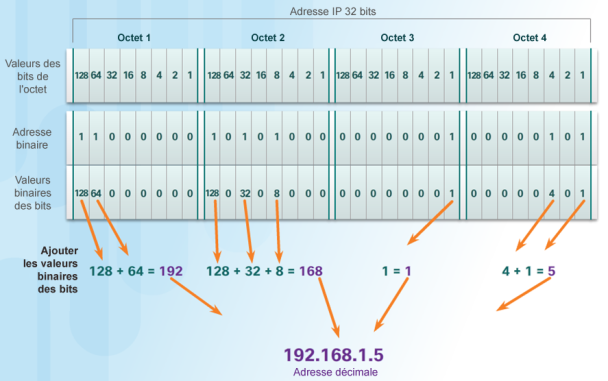 Adresse IP 32 bits
Octet 1 Octet 2 Octet 3 Octet 4
Valeurs des
bits de
l'octet
128 64 32 16 8 4 2 1 128 64 32 16 8 4 2 1 128 64 32 16 8 4 2 1 128 64 32 16 8 4 2 1
Adresse
binaire
1 1 0 0 0 0 0 0 1 0 1 0 1 0 0 0 0 0 0 0 0 0 0 1 0 0 0 0 0 1 0 1
Valeurs
binaires
des bits
128 64 0 0 0 0 0 0 128 0 32 0 8 0 0 0 0 0 0 0 0 0 0 1 0 0 0 0 0 4 0 1
Ajouter
les valeurs
binaires
des bits
128 + 64 = 192 128 + 32 + 8 = 168 1 = 1 4 + 1 = 5
192.168.1.5
Adresse décimale